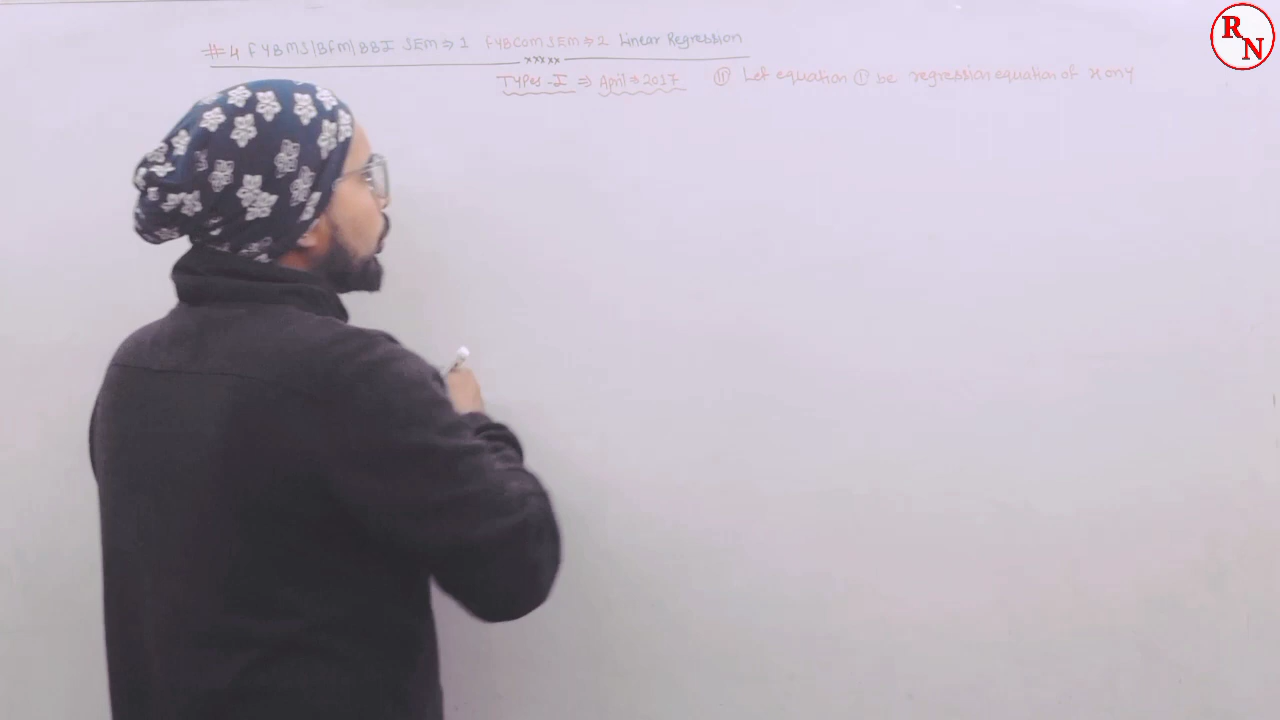 #4 FYBMS|BFM|BBI SEM⇒1 FYBCOM SEM⇒2 Linear Regression
×××××
TYPes-I ⇒ April⇒2017 ⑪ Let equation ① be regression equation of x on y
RN